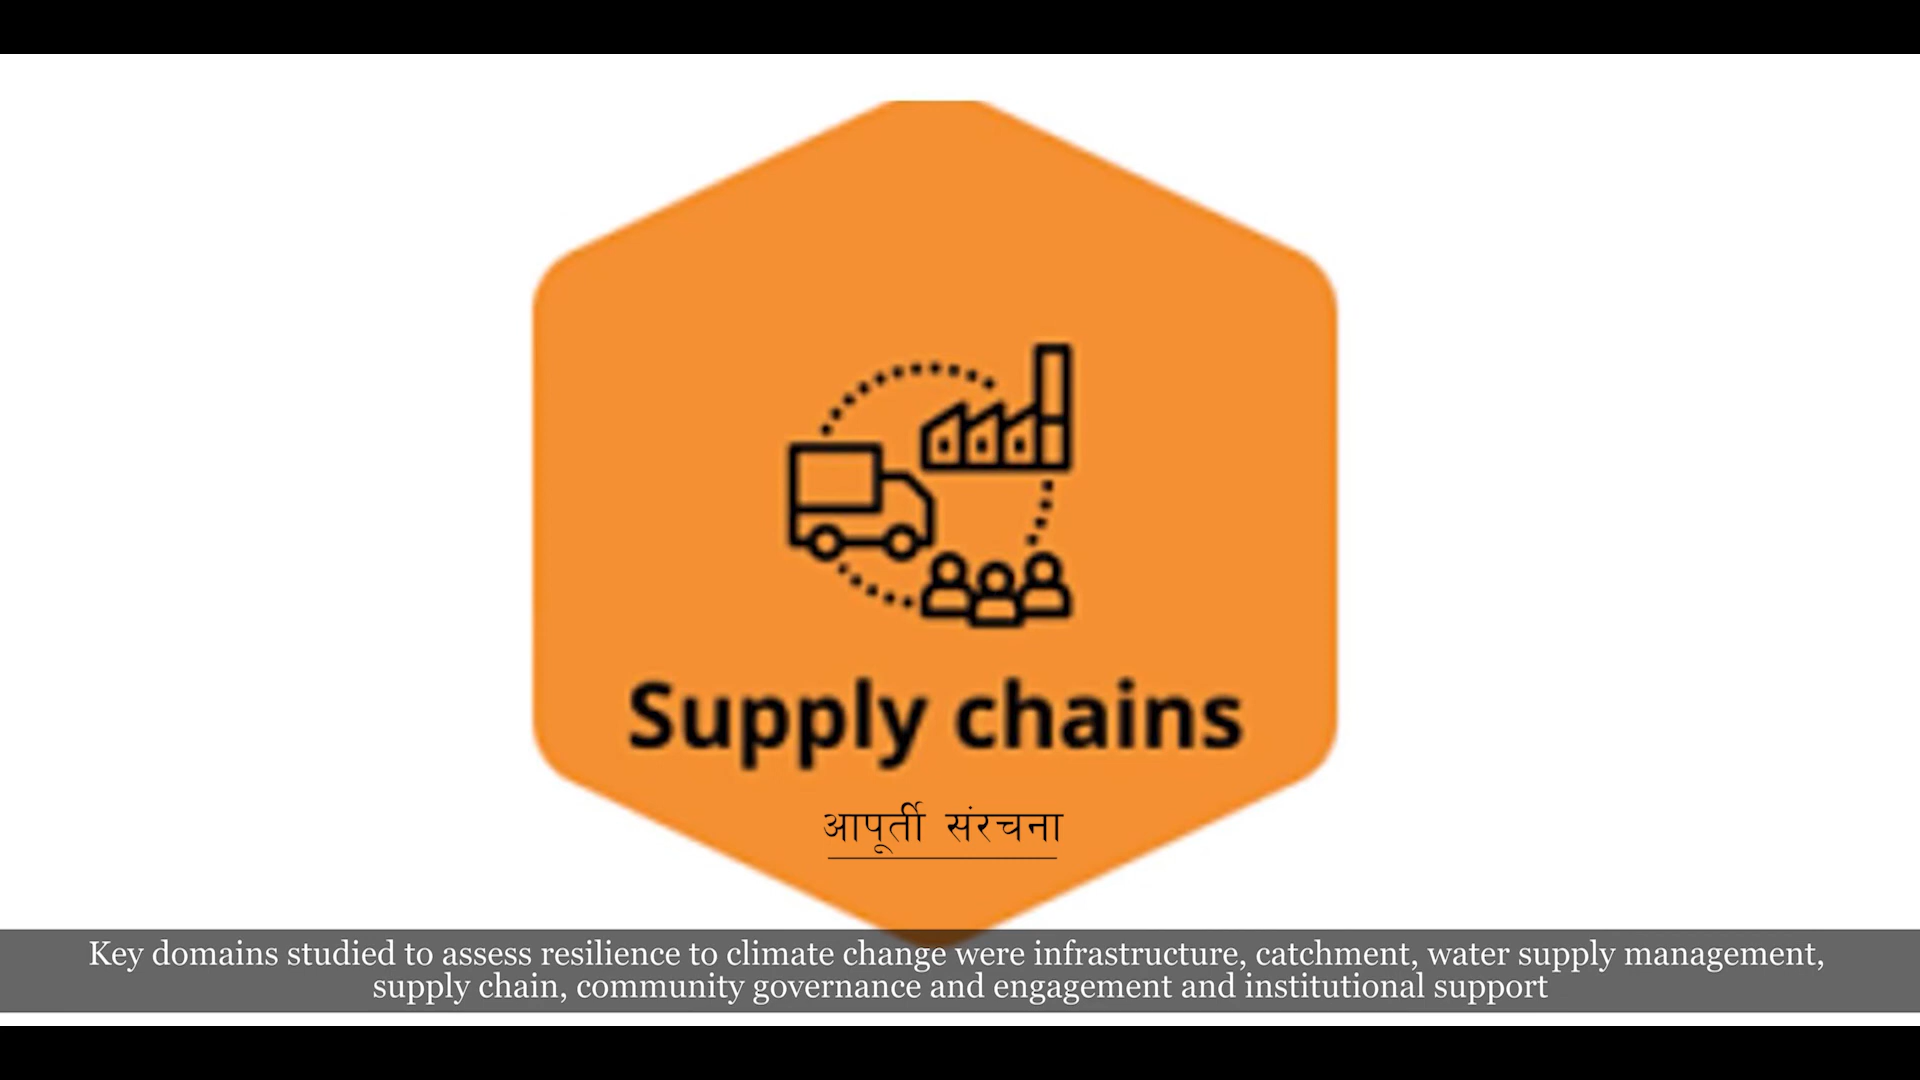 Supply chains
आपूर्ती संरचना
Key domains studied to assess resilience to climate change were infrastructure, catchment, water supply management,
supply chain, community governance and engagement and institutional support